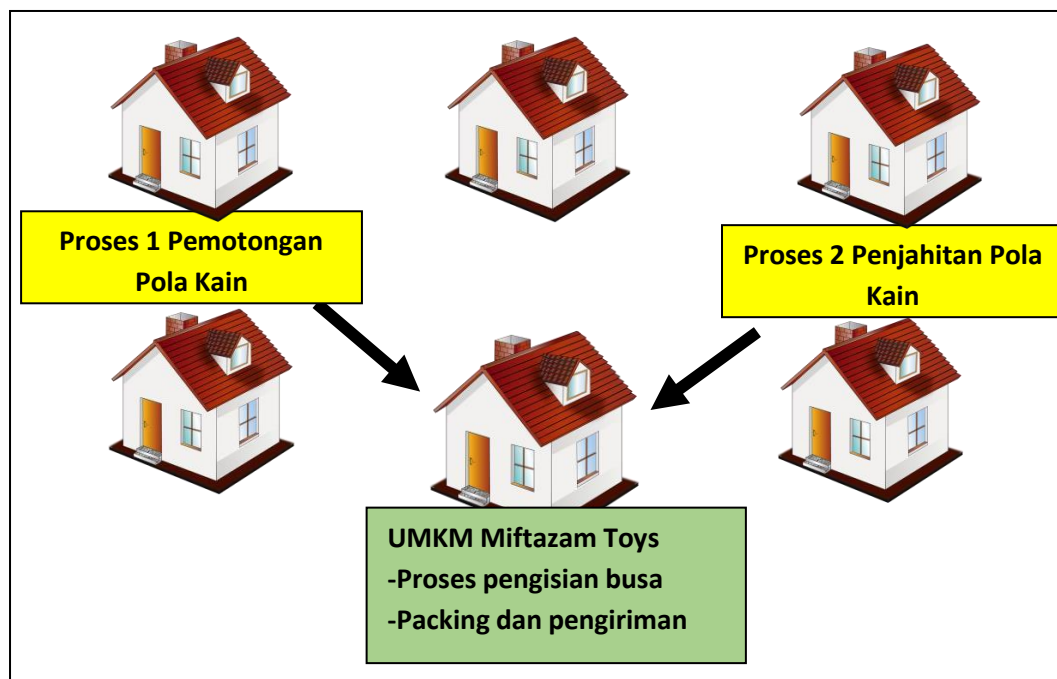 Proses 1 Pemotongan
Pola Kain
Proses 2 Penjahitan Pola
Kain
UMKM Miftazam Toys
-Proses pengisian busa
-Packing dan pengiriman